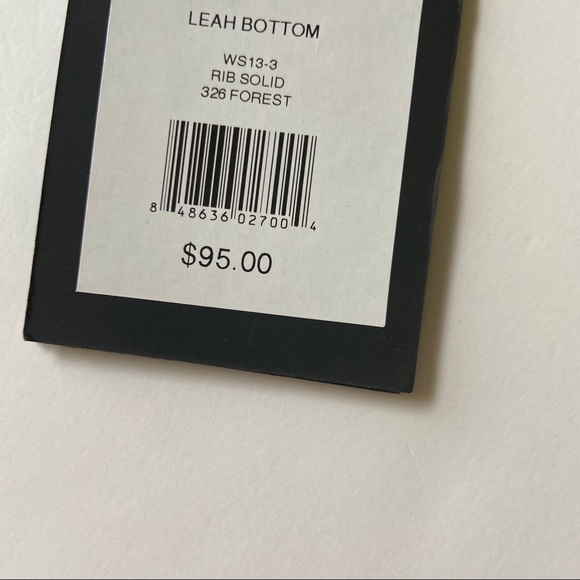 LEAH BOTTOM
WS13-3
RIB SOLID
326 FOREST
8 48636 02700 4
$95.00